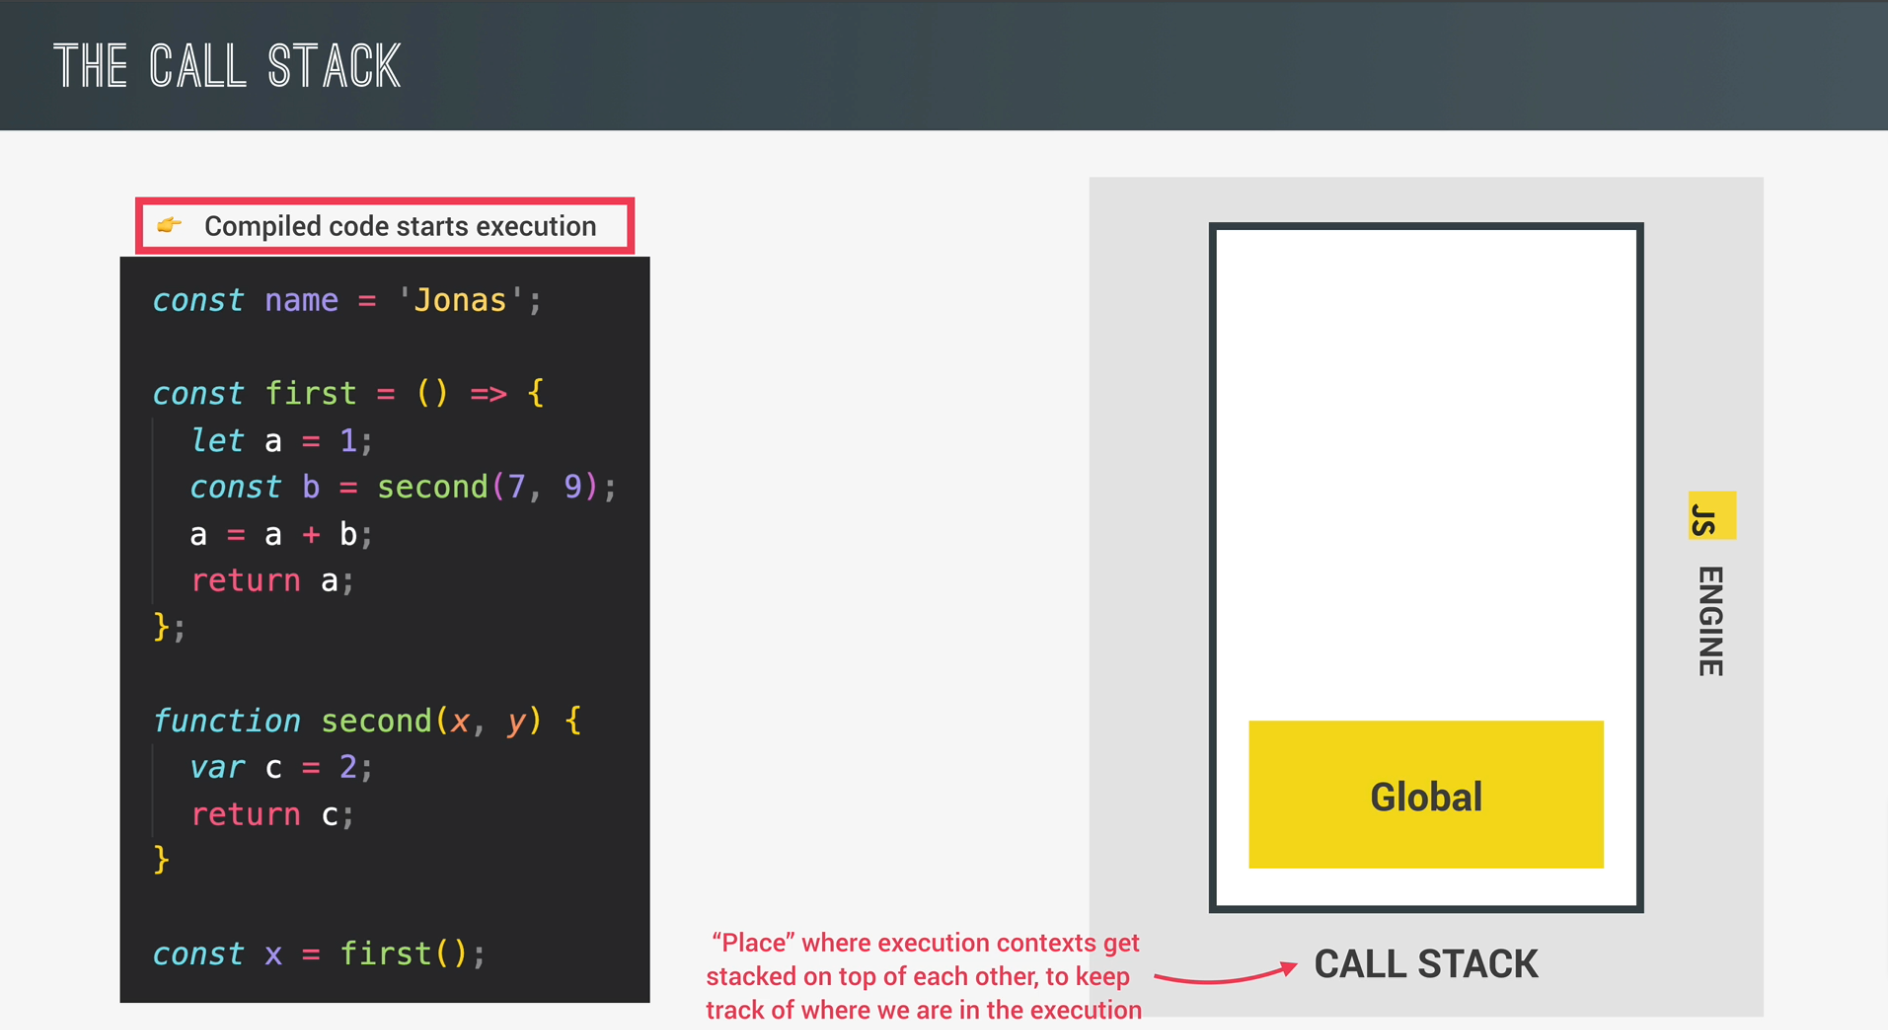 THE CALL STACK
👉 Compiled code starts execution
const name = 'Jonas';
const first = () => {
let a = 1;
const b = second(7, 9);
a = a + b;
return a;
};
function second(x, y) {
var c = 2;
return c;
}
const x = first();
Global
CALL STACK
“Place” where execution contexts get
stacked on top of each other, to keep
track of where we are in the execution
JS
ENGINE